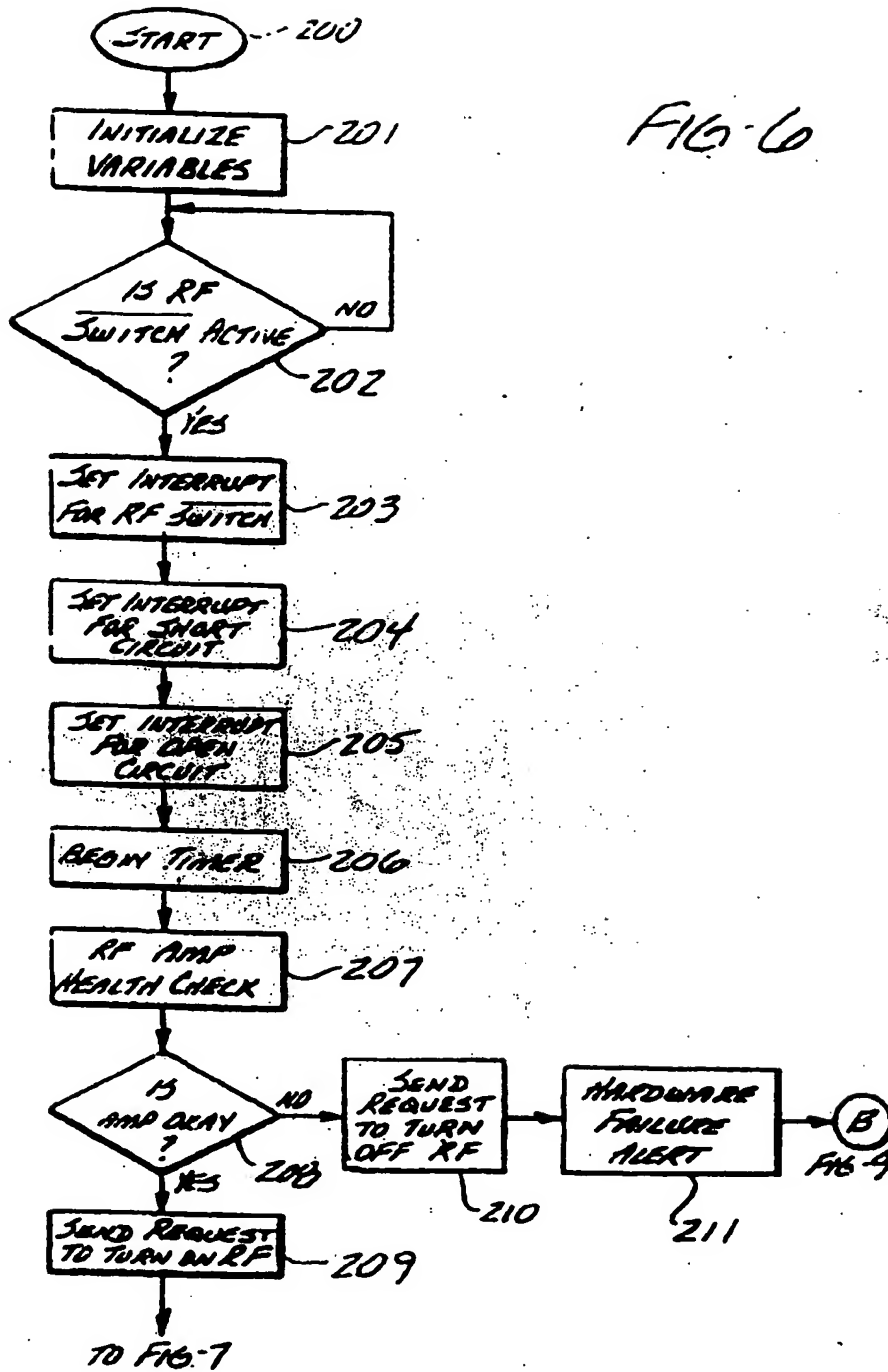 START
200
FIG-6
INITIALIZE
VARIABLES
201
IS RF
SWITCH ACTIVE
?
NO
202
YES
SET INTERRUPT
FOR RF SWITCH
203
SET INTERRUPT
FOR SHORT
CIRCUIT
204
SET INTERRUPT
FOR OPEN
CIRCUIT
205
BEGIN TIMER
206
RF AMP
HEALTH CHECK
207
IS
AMP OKAY
?
NO
208
YES
SEND REQUEST
TO TURN ON RF
209
SEND
REQUEST
TO TURN
OFF RF
210
HARDWARE
FAILURE
ALERT
211
B
FIG-9
TO FIG-7